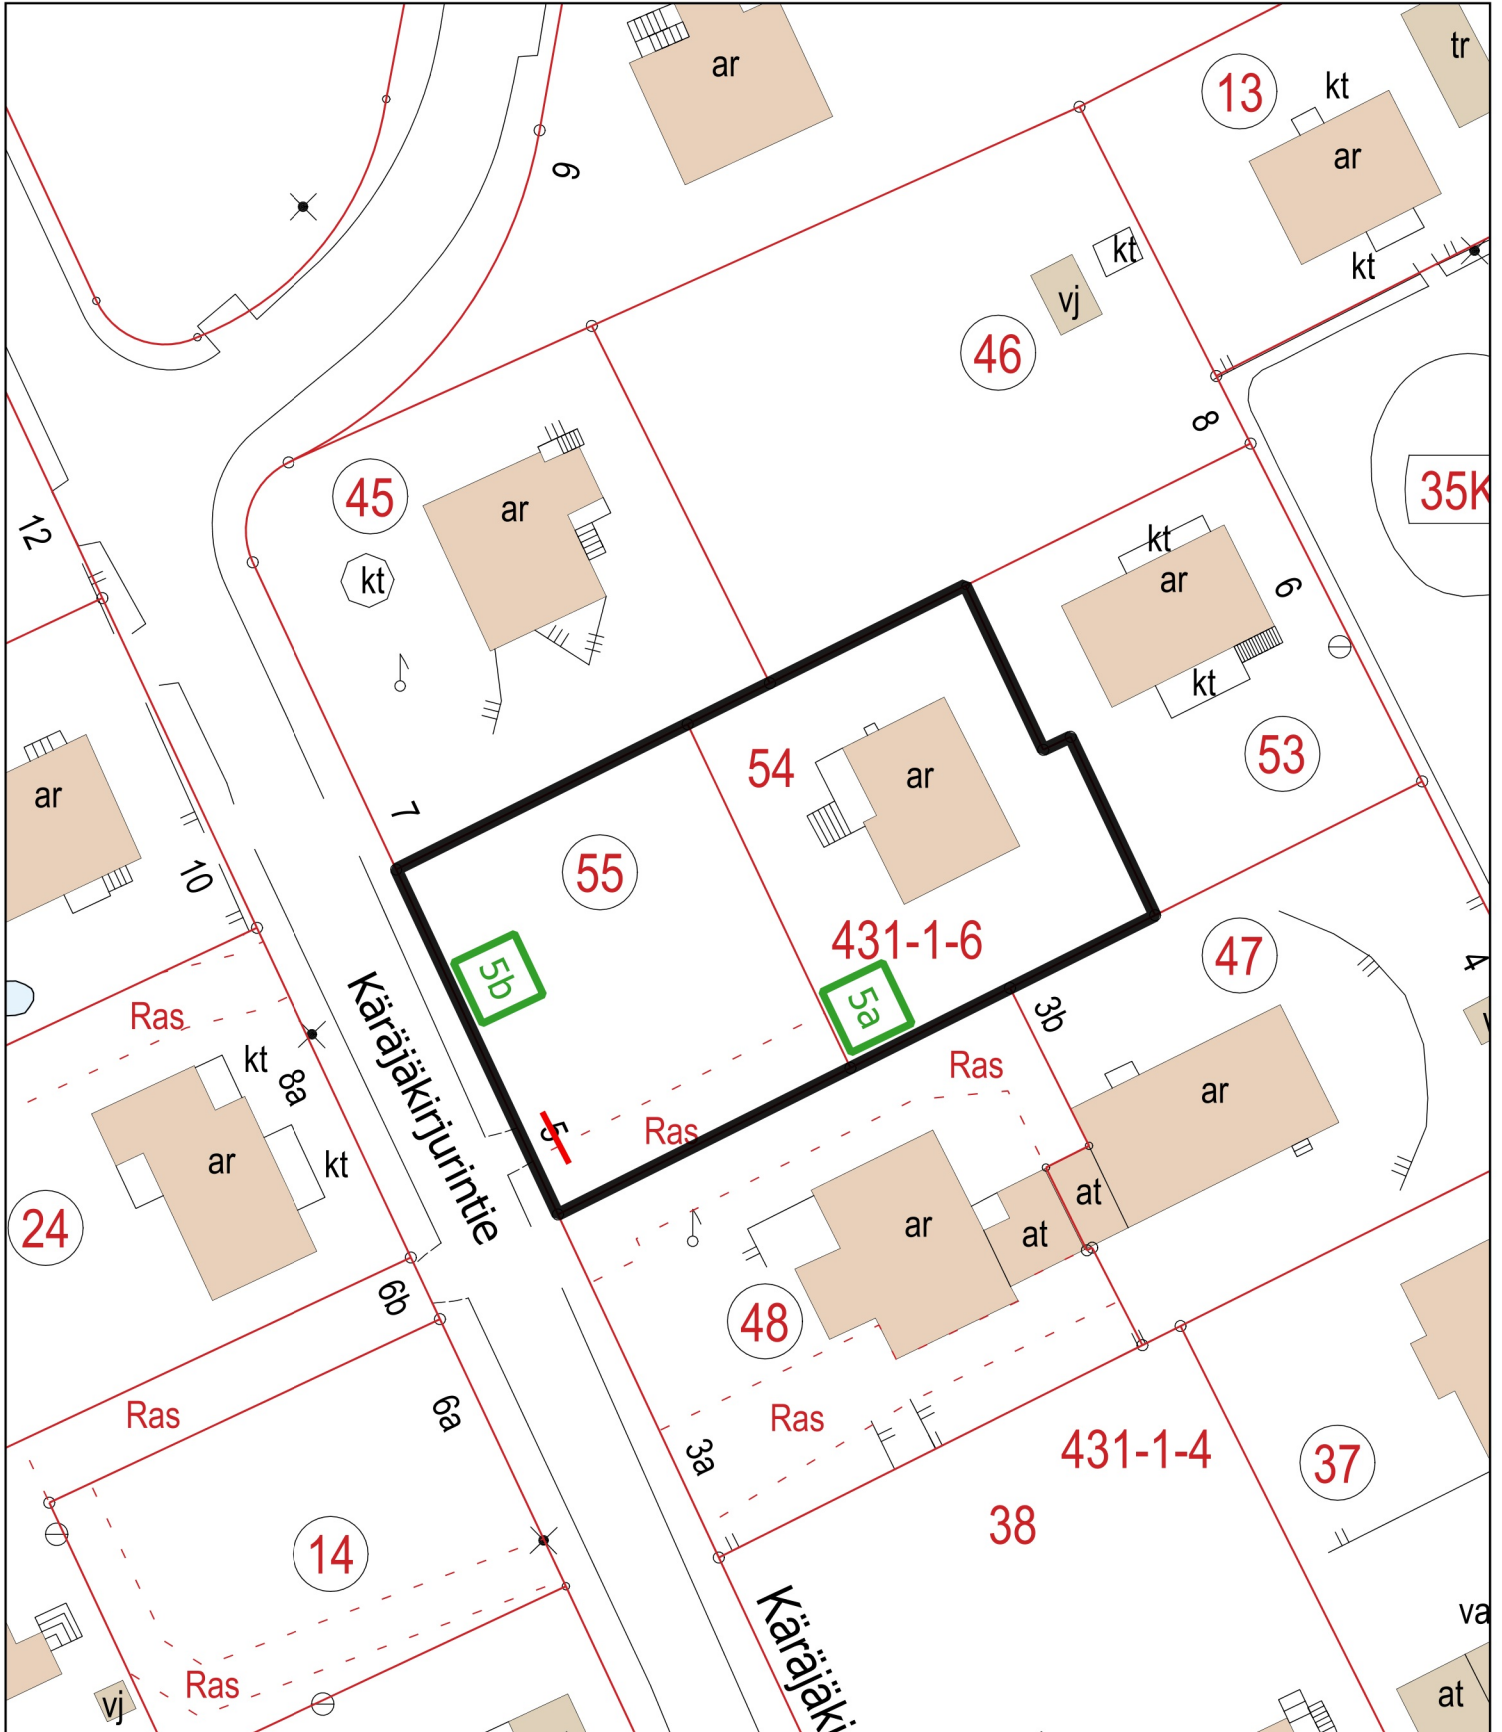 ar
tr
13
kt
ar
9
kt
kt
vj
46
8
45
ar
35K
12
kt
kt
ar
6
kt
53
ar
54
ar
7
10
55
431-1-6
47
4
5b
5a
3b
Ras
Käräjäkirjurintie
kt
8a
Ras
ar
5
Ras
ar
kt
at
24
ar
at
6b
48
Ras
6a
Ras
3a
431-1-4
37
38
14
Käräjäki
va
Ras
vj
at